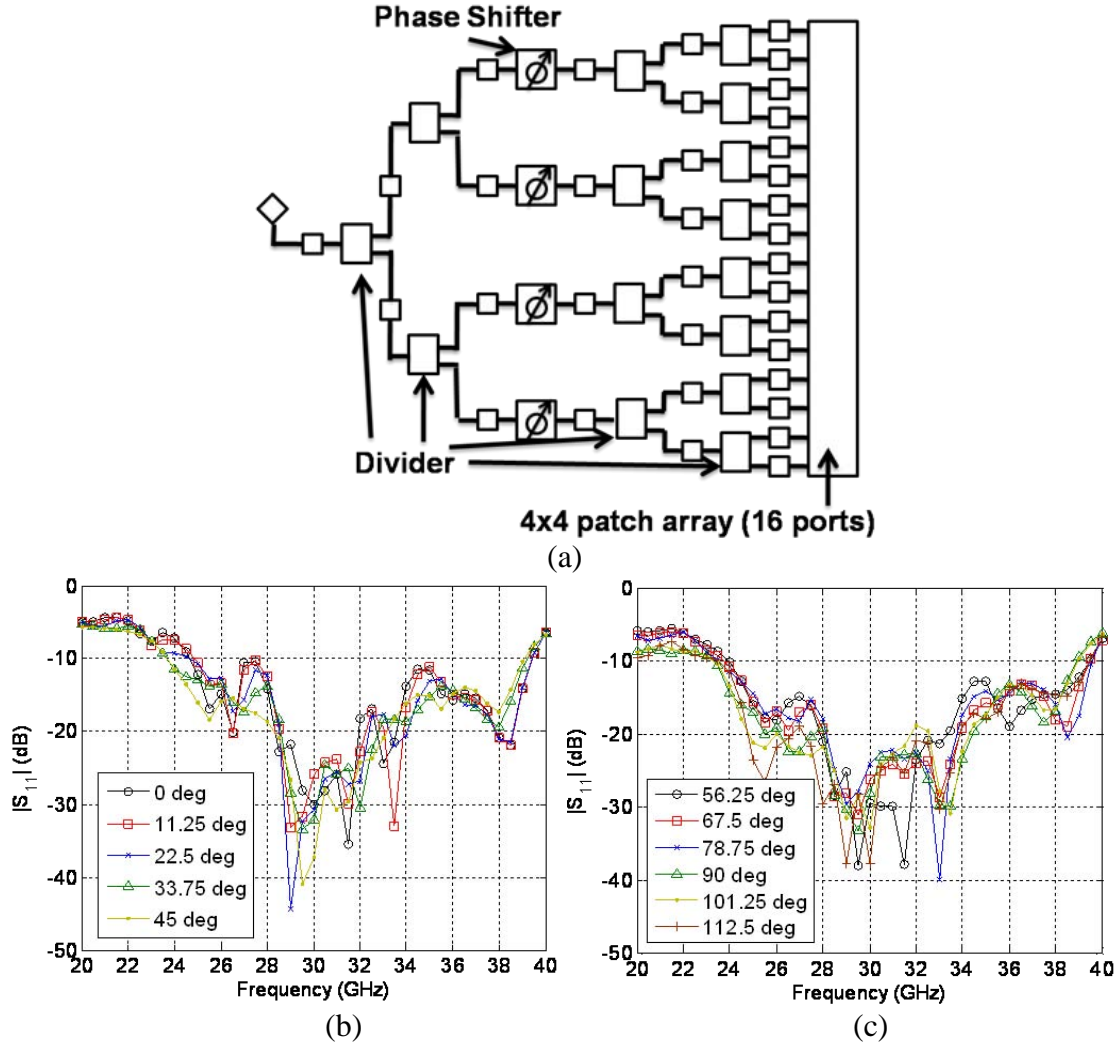 Phase Shifter
Divider
4x4 patch array (16 ports)
(a)
0
-10
-20
-30
-40
-50
|S11| (dB)
0 deg
11.25 deg
22.5 deg
33.75 deg
45 deg
20 22 24 26 28 30 32 34 36 38 40
Frequency (GHz)
(b)
0
-10
-20
-30
-40
-50
|S11| (dB)
56.25 deg
67.5 deg
78.75 deg
90 deg
101.25 deg
112.5 deg
20 22 24 26 28 30 32 34 36 38 40
Frequency (GHz)
(c)